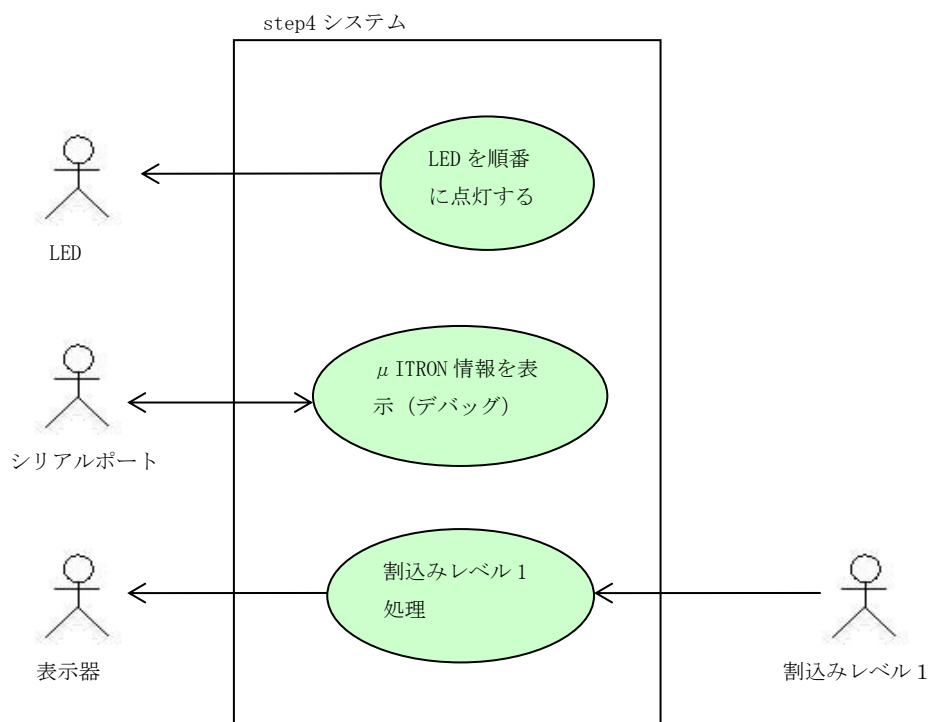 step4 システム
LED を順番
に点灯する
LED
μ ITRON 情報を表
示（デバッグ）
シリアルポート
割込みレベル 1
処理
表示器
割込みレベル 1